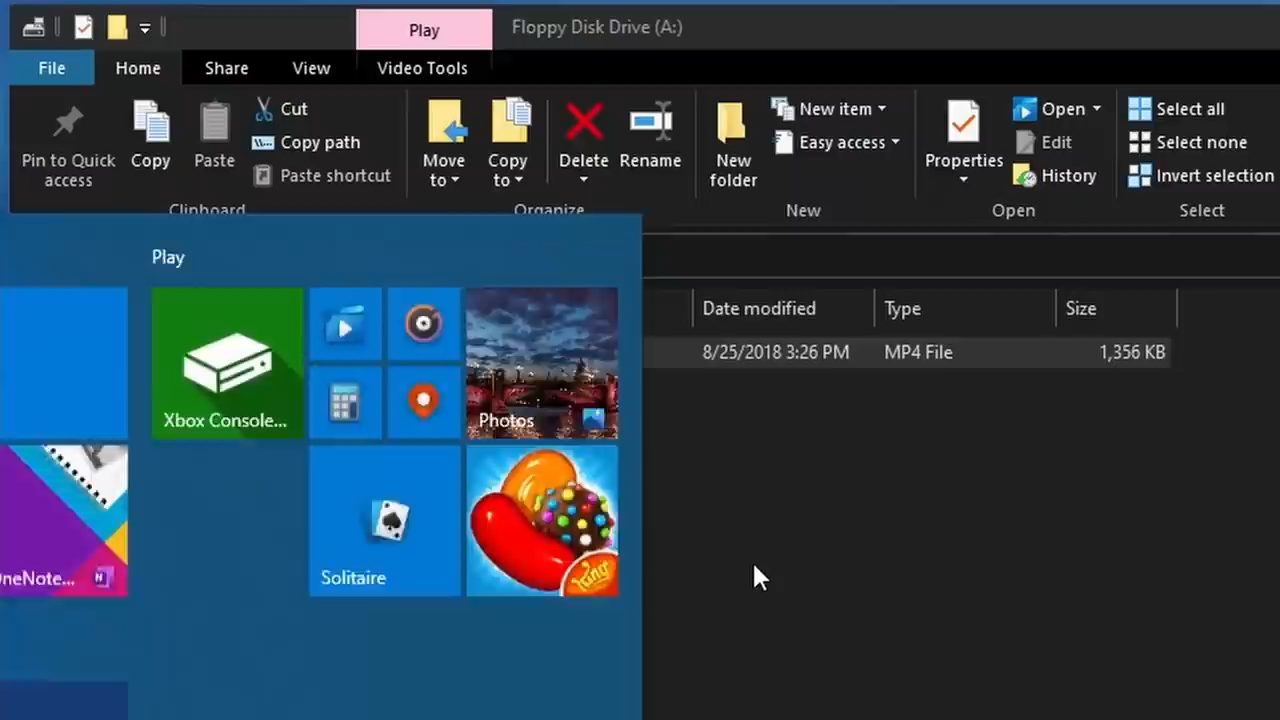 Play
Floppy Disk Drive (A:)
File
Home
Share
View
Video Tools
Pin to Quick
access
Copy
Paste
Cut
Copy path
Paste shortcut
Clipboard
Move
to
Copy
to
Delete
Rename
Organize
New
folder
New item
Easy access
New
Properties
Open
Edit
History
Open
Select all
Select none
Invert selection
Select
Date modified
Type
Size
8/25/2018 3:26 PM
MP4 File
1,356 KB
Play
Xbox Console...
Photos
OneNote...
N
Solitaire
King